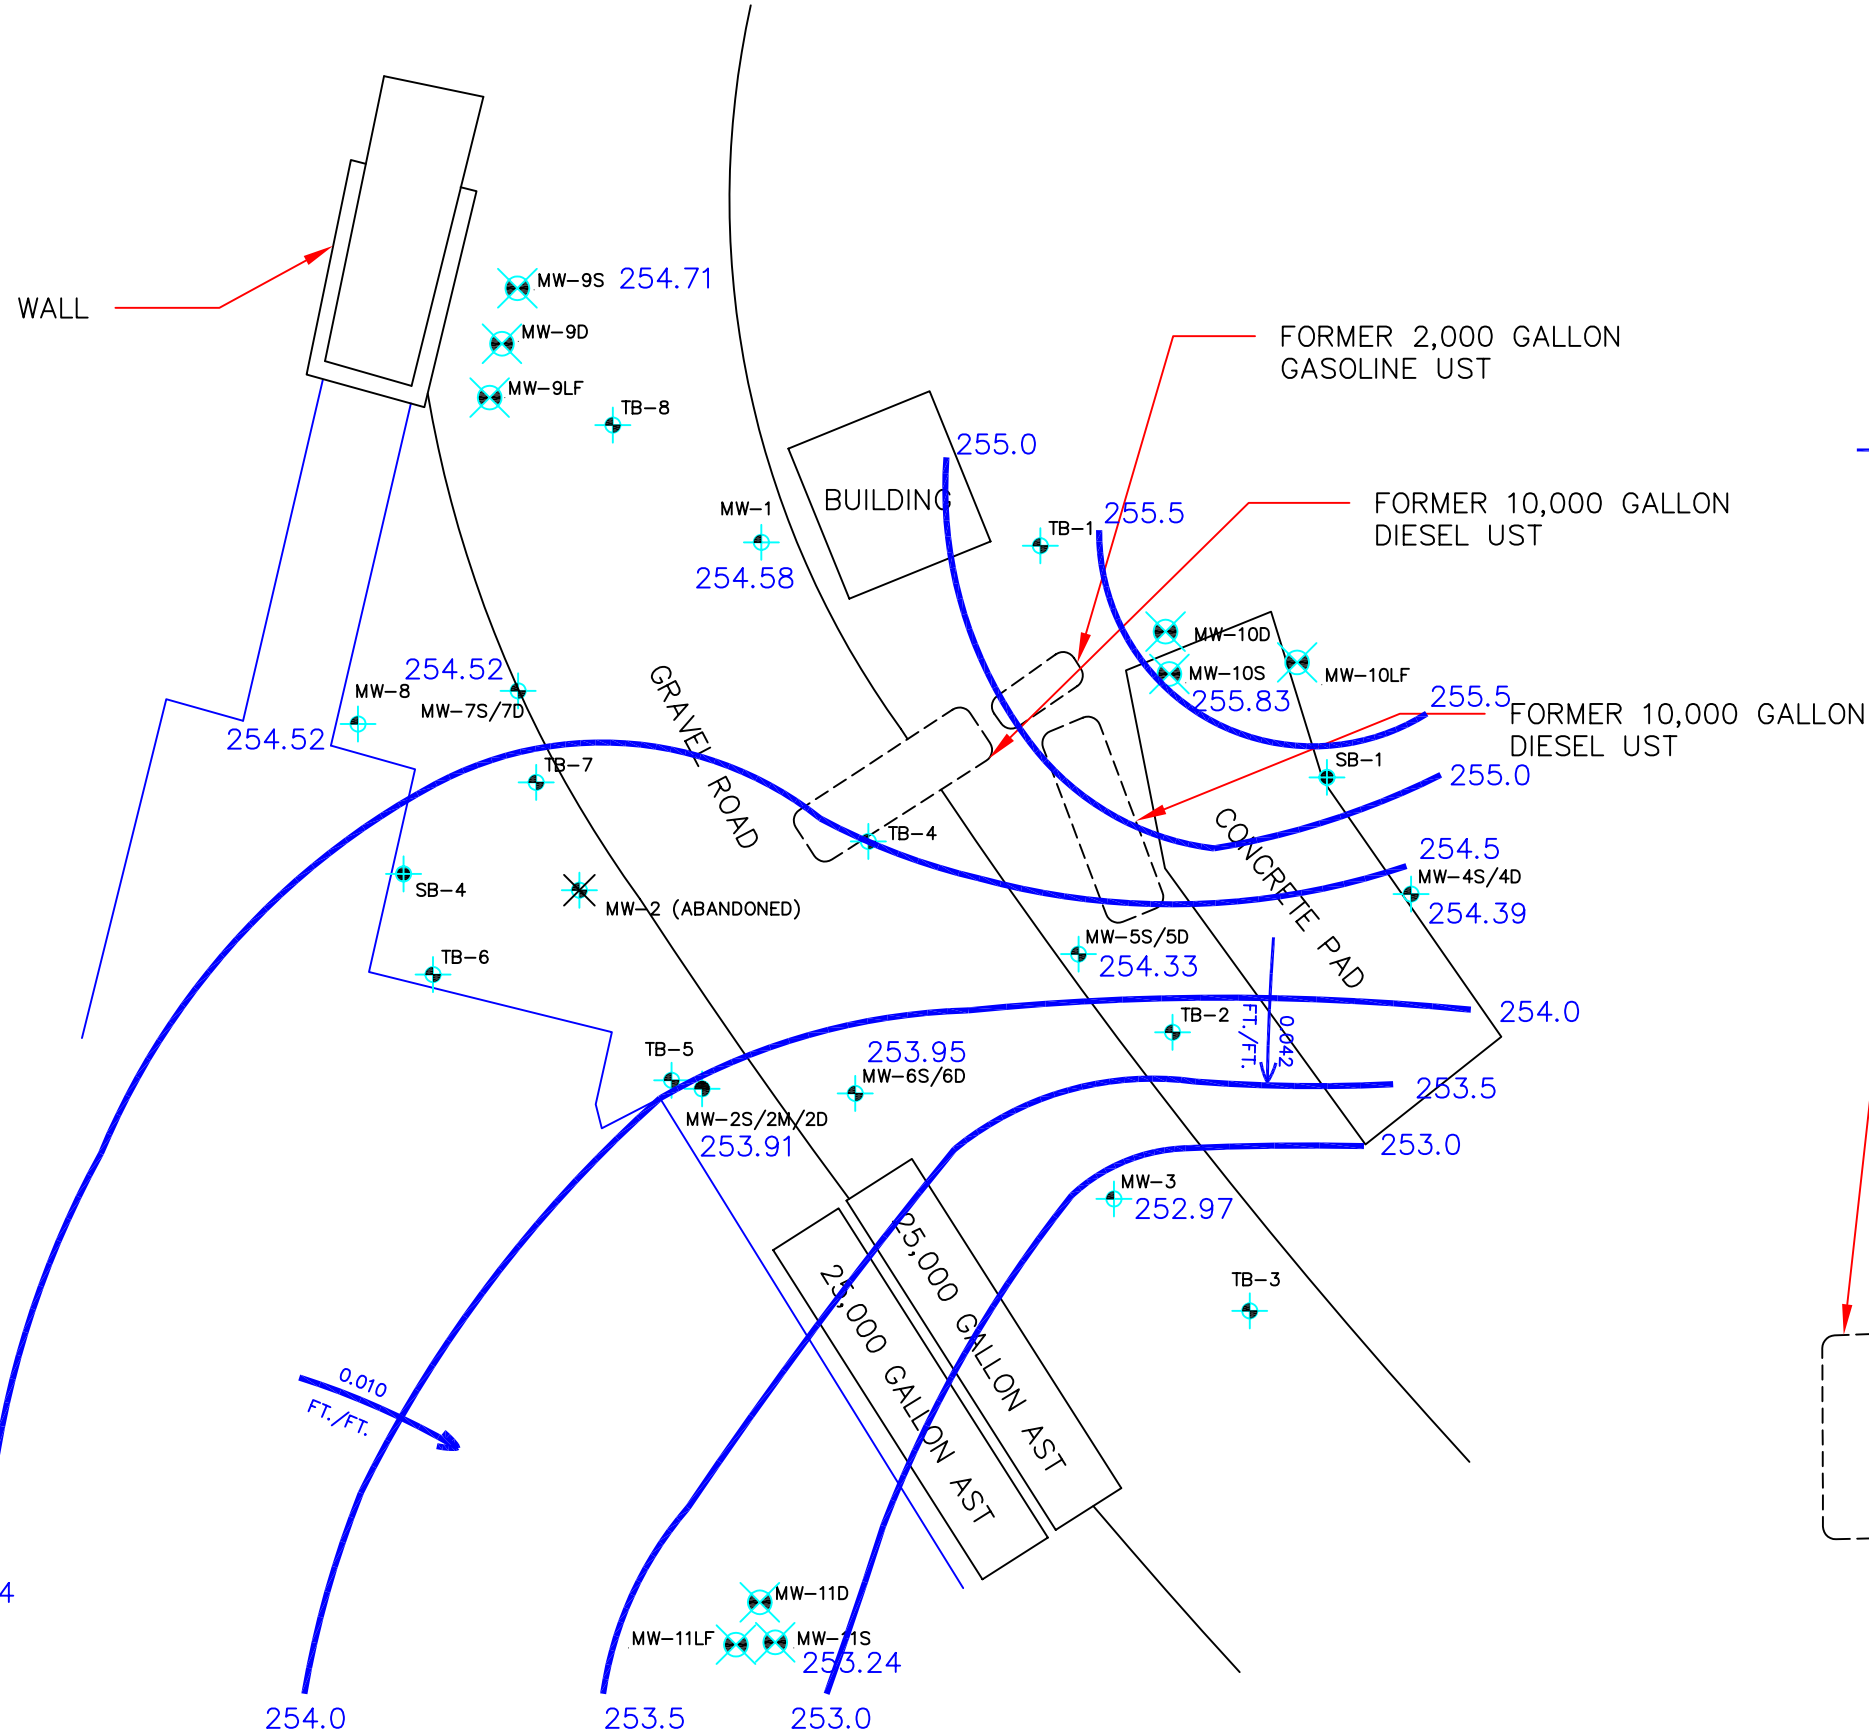 MW-9S 254.71
WALL
MW-9D
MW-9LF
TB-8
FORMER 2,000 GALLON
GASOLINE UST
255.0
BUILDING
FORMER 10,000 GALLON
DIESEL UST
MW-1
255.5
TB-1
254.58
MW-10D
254.52
MW-10S
MW-10LF
MW-8
MW-7S/7D
255.83
255.5
FORMER 10,000 GALLON
DIESEL UST
254.52
GRAVEL ROAD
TB-7
SB-1
255.0
TB-4
CONCRETE PAD
254.5
SB-4
MW-4S/4D
MW-2 (ABANDONED)
254.39
MW-5S/5D
TB-6
254.33
254.0
TB-2
0.042
FT./FT.
TB-5
253.95
MW-6S/6D
253.5
MW-2S/2M/2D
253.91
253.0
MW-3
252.97
25,000 GALLON AST
25,000 GALLON AST
TB-3
0.010
FT./FT.
4
MW-11D
MW-11LF
MW-11S
253.24
254.0
253.5
253.0